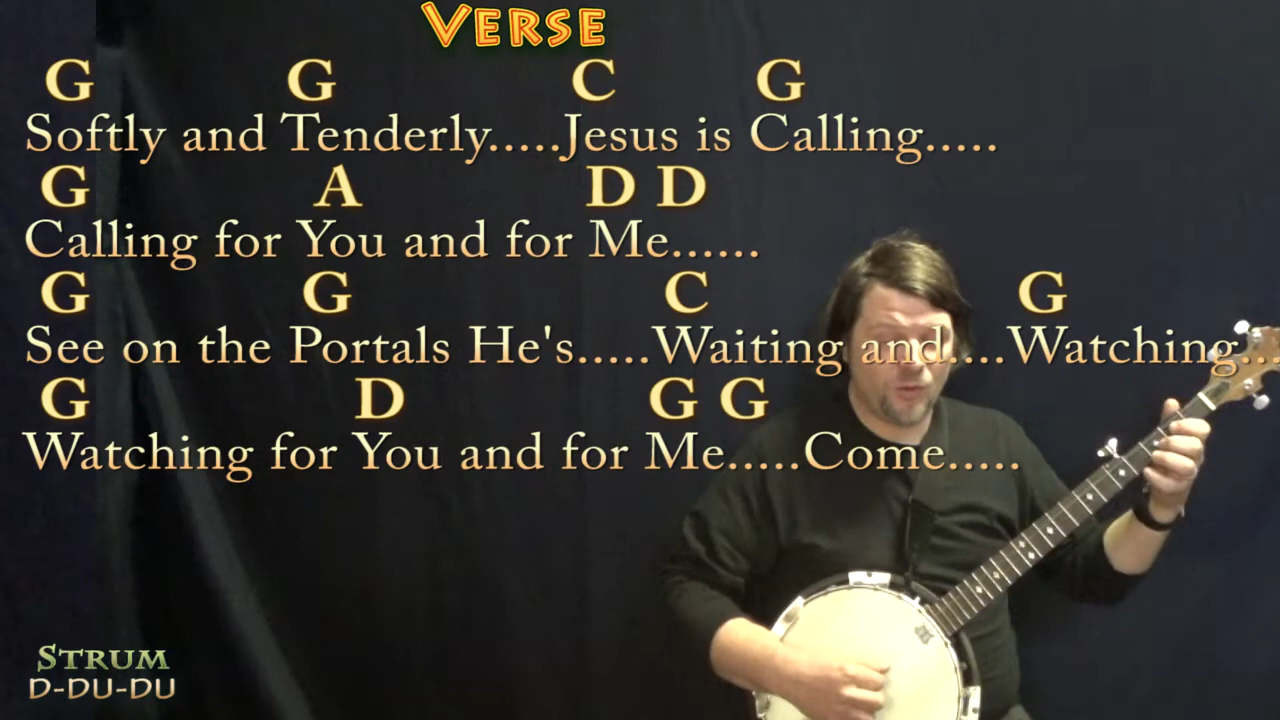 VERSE
G G C G
Softly and Tenderly.....Jesus is Calling.....
G A D D
Calling for You and for Me......
G G C G
See on the Portals He's.....Waiting and....Watching...
G D G G
Watching for You and for Me.....Come.....
STRUM
D-DU-DU